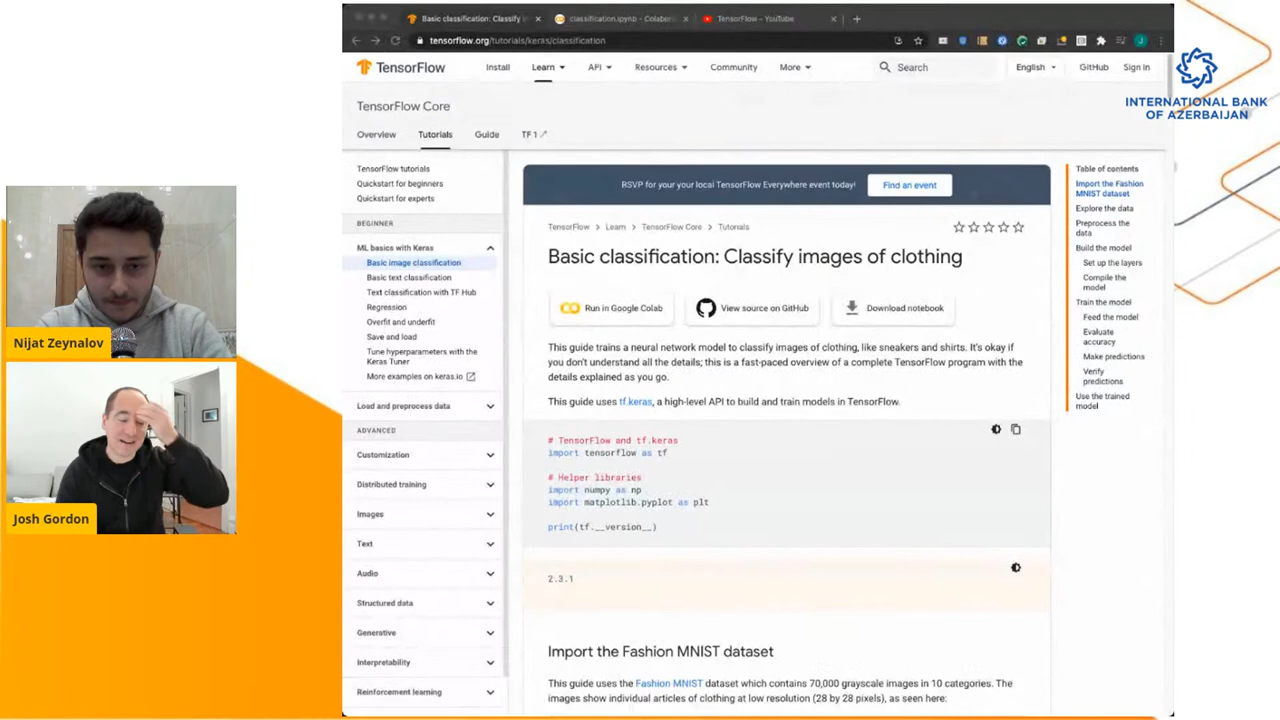 Basic classification: Classify i
classification.ipynb - Colabora
TensorFlow - YouTube
tensorflow.org/tutorials/keras/classification
TensorFlow
Install
Learn
API
Resources
Community
More
Search
English
GitHub
Sign in
INTERNATIONAL BANK
OF AZERBAIJAN
TensorFlow Core
Overview
Tutorials
Guide
TF 1
TensorFlow tutorials
Quickstart for beginners
Quickstart for experts
BEGINNER
ML basics with Keras
Basic image classification
Basic text classification
Text classification with TF Hub
Regression
Overfit and underfit
Save and load
Tune hyperparameters with the
Keras Tuner
More examples on keras.io
Load and preprocess data
ADVANCED
Customization
Distributed training
Images
Text
Audio
Structured data
Generative
Interpretability
Reinforcement learning
RSVP for your your local TensorFlow Everywhere event today!
Find an event
TensorFlow > Learn > TensorFlow Core > Tutorials
Basic classification: Classify images of clothing
Run in Google Colab
View source on GitHub
Download notebook
This guide trains a neural network model to classify images of clothing, like sneakers and shirts. It's okay if
you don't understand all the details; this is a fast-paced overview of a complete TensorFlow program with the
details explained as you go.
This guide uses tf.keras, a high-level API to build and train models in TensorFlow.
# TensorFlow and tf.keras
import tensorflow as tf
# Helper libraries
import numpy as np
import matplotlib.pyplot as plt
print(tf.__version__)
2.3.1
Import the Fashion MNIST dataset
This guide uses the Fashion MNIST dataset which contains 70,000 grayscale images in 10 categories. The
images show individual articles of clothing at low resolution (28 by 28 pixels), as seen here:
Table of contents
Import the Fashion
MNIST dataset
Explore the data
Preprocess the
data
Build the model
Set up the layers
Compile the
model
Train the model
Feed the model
Evaluate
accuracy
Make predictions
Verify
predictions
Use the trained
model
Nijat Zeynalov
Josh Gordon